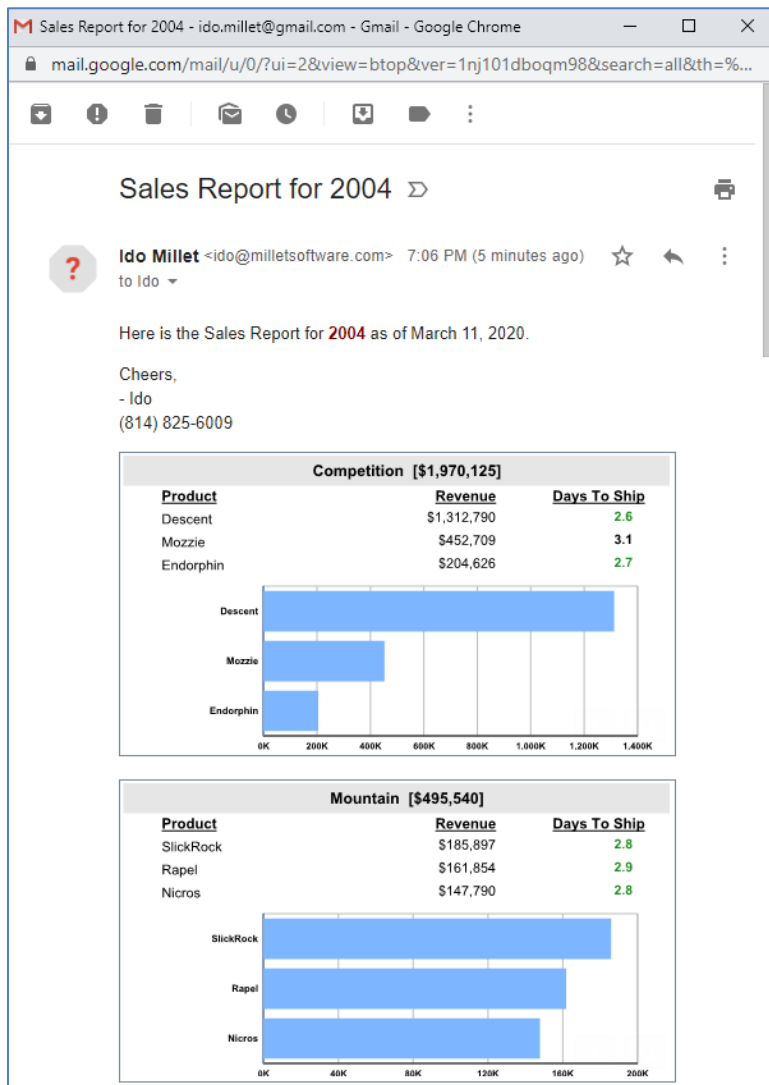 Sales Report for 2004 - ido.millet@gmail.com - Gmail - Google Chrome
mail.google.com/mail/u/0/?ui=2&view=btop&ver=1nj101dboqm98&search=all&th=%...
Sales Report for 2004
?
Ido Millet <ido@milletsoftware.com> 7:06 PM (5 minutes ago)
to Ido
Here is the Sales Report for 2004 as of March 11, 2020.
Cheers,
- Ido
(814) 825-6009
Competition [$1,970,125]
Product Revenue Days To Ship
Descent $1,312,790 2.6
Mozzie $452,709 3.1
Endorphin $204,626 2.7
Descent
Mozzie
Endorphin
0K 200K 400K 600K 800K 1,000K 1,200K 1,400K
Mountain [$495,540]
Product Revenue Days To Ship
SlickRock $185,897 2.8
Rapel $161,854 2.9
Nicros $147,790 2.8
SlickRock
Rapel
Nicros
0K 40K 80K 120K 160K 200K